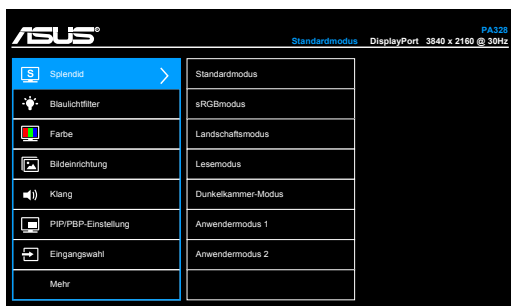 ASUS
PA328
Standardmodus DisplayPort 3840 x 2160 @ 30Hz
S Splendid
Blaulichtfilter
Farbe
Bildeinrichtung
Klang
PIP/PBP-Einstellung
Eingangswahl
Mehr
Standardmodus
sRGBmodus
Landschaftsmodus
Lesemodus
Dunkelkammer-Modus
Anwendermodus 1
Anwendermodus 2